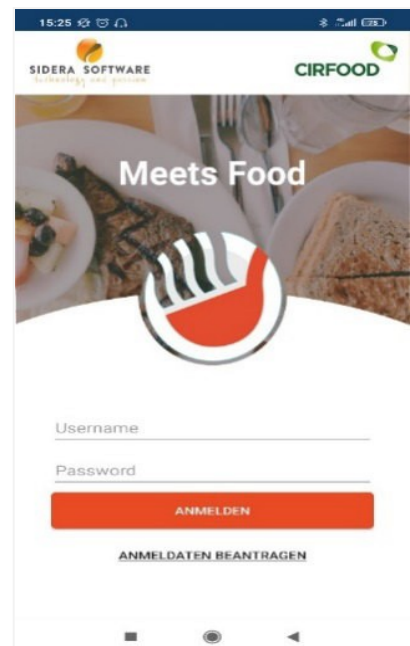 15:25
SIDERA SOFTWARE
technology and passion
CIRFOOD
Meets Food
Username
Password
ANMELDEN
ANMELDATEN BEANTRAGEN